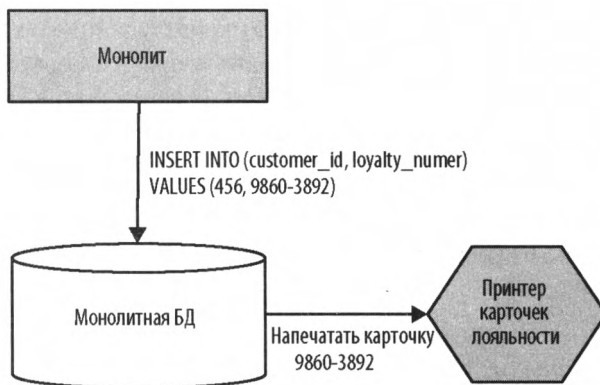 Монолит
INSERT INTO (customer_id, loyalty_numer)
VALUES (456, 9860-3892)
Монолитная БД
Напечатать карточку
9860-3892
Принтер
карточек
лояльности